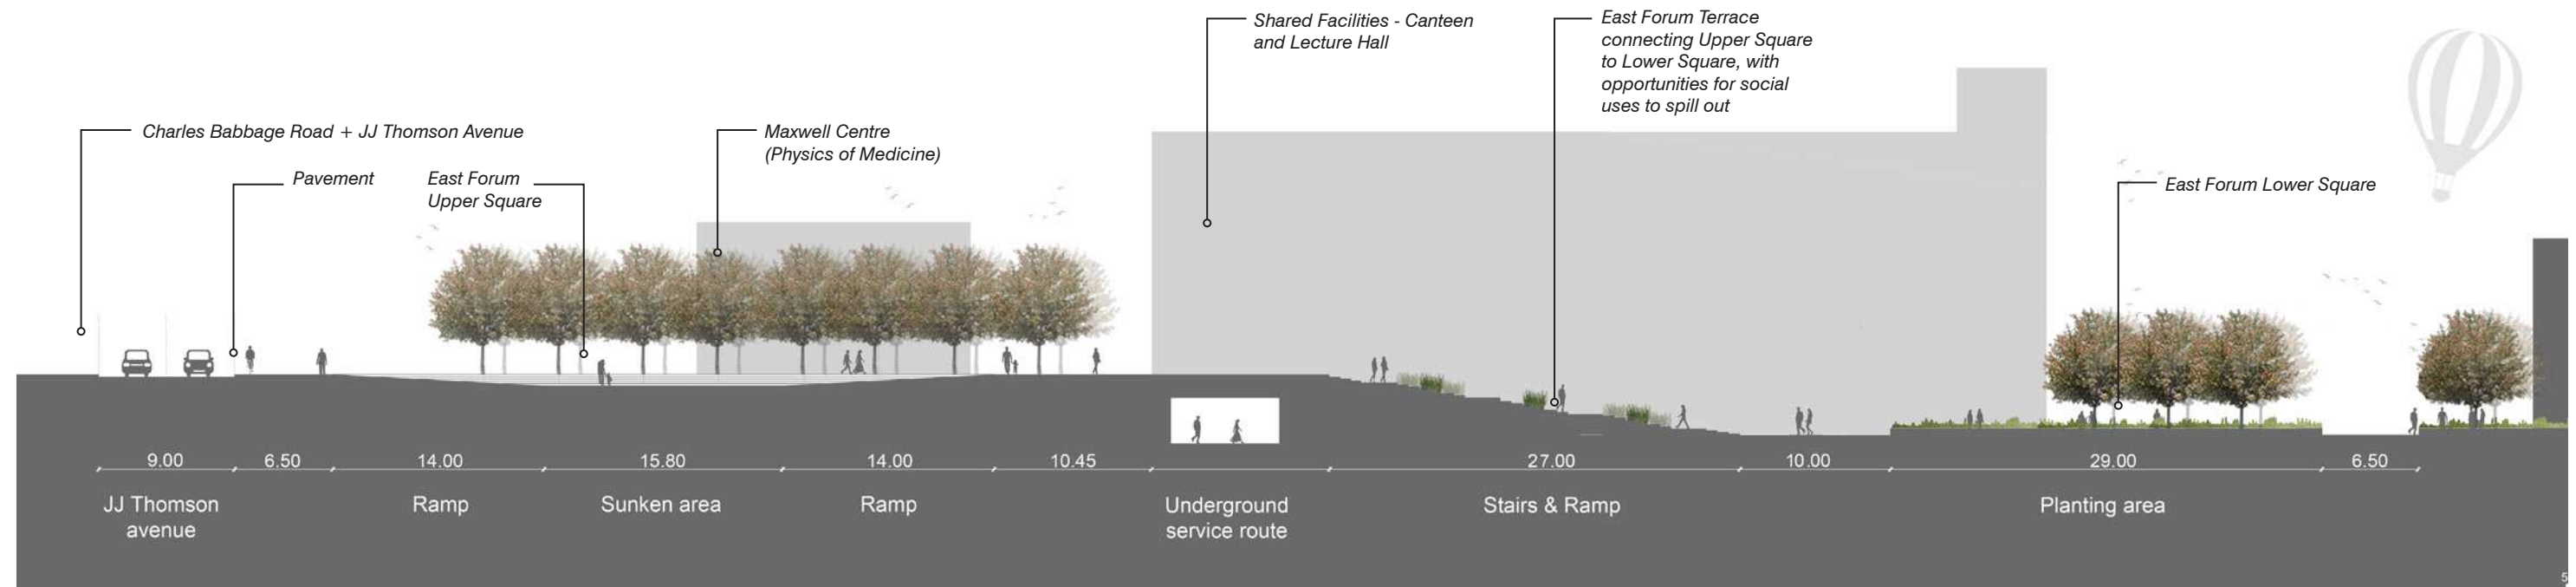 Shared Facilities - Canteen
and Lecture Hall
East Forum Terrace
connecting Upper Square
to Lower Square, with
opportunities for social
uses to spill out
Charles Babbage Road + JJ Thomson Avenue
Maxwell Centre
(Physics of Medicine)
Pavement
East Forum
Upper Square
East Forum Lower Square
9.00
6.50
14.00
15.80
14.00
10.45
27.00
10.00
29.00
6.50
JJ Thomson
avenue
Ramp
Sunken area
Ramp
Underground
service route
Stairs & Ramp
Planting area